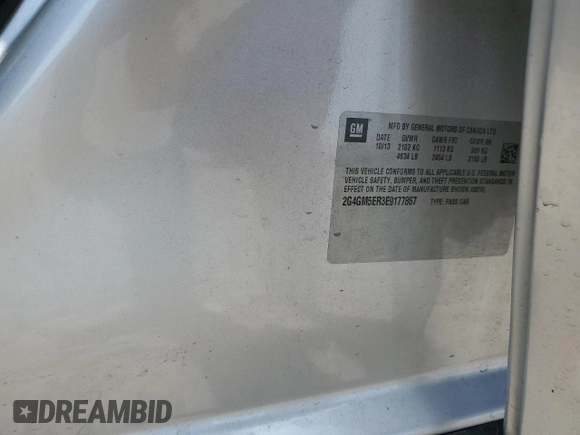 GM
MFD BY GENERAL MOTORS OF CANADA LTD.
DATE GVWR GAWR FRT GAWR RR
10/13 2102 KG 1113 KG 989 KG
4634 LB 2454 LB 2180 LB
THIS VEHICLE CONFORMS TO ALL APPLICABLE U.S. FEDERAL MOTOR
VEHICLE SAFETY, BUMPER, AND THEFT PREVENTION STANDARDS IN
EFFECT ON THE DATE OF MANUFACTURE SHOWN ABOVE.
2G4GM5ER3E9177867 TYPE: PASS CAR
DREAMBID